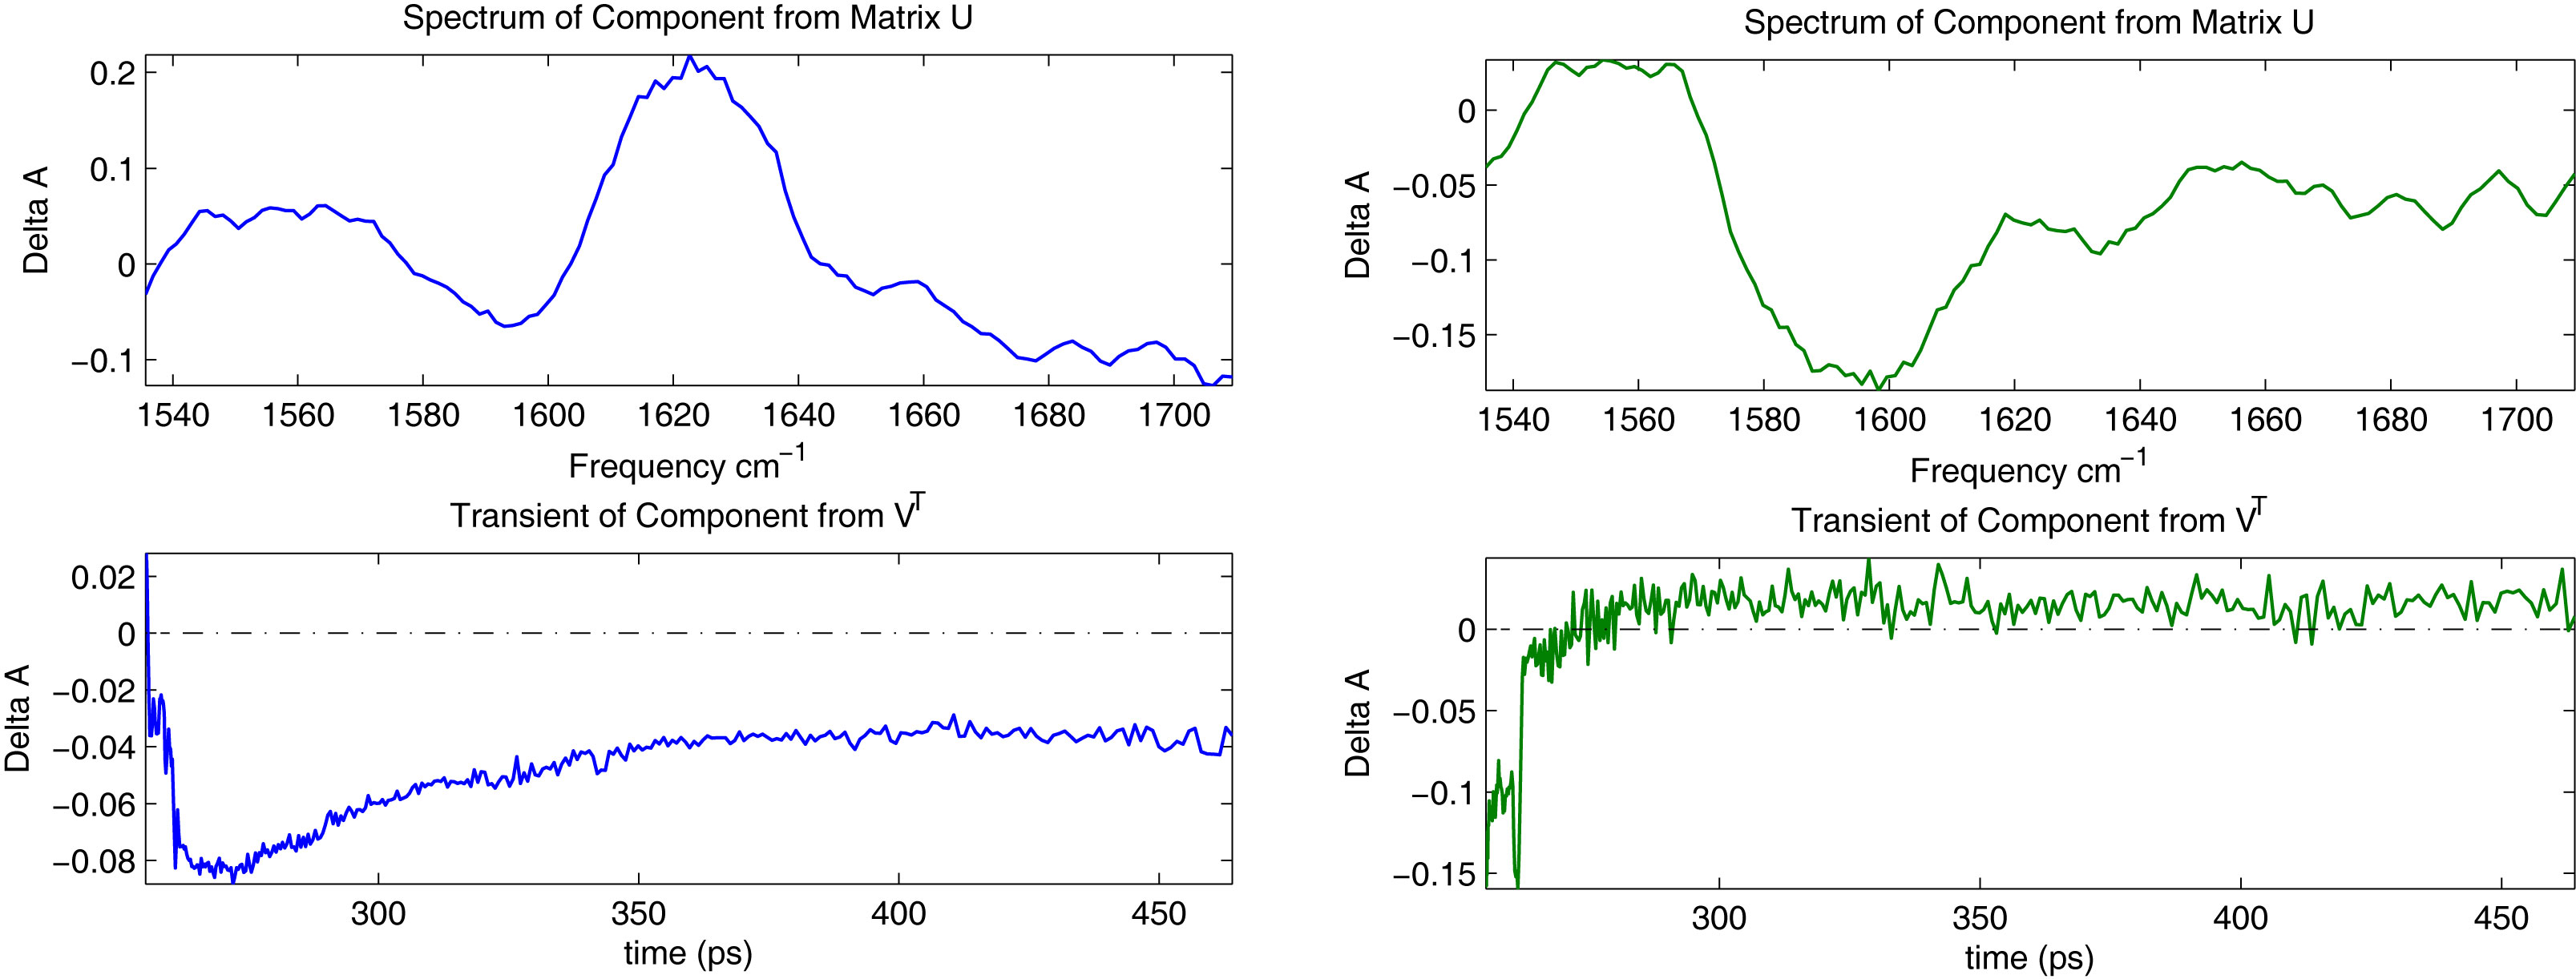 Spectrum of Component from Matrix U
0.2
0.1
0
−0.1
Delta A
1540 1560 1580 1600 1620 1640 1660 1680 1700
Frequency cm⁻¹
Spectrum of Component from Matrix U
0
−0.05
−0.1
−0.15
Delta A
1540 1560 1580 1600 1620 1640 1660 1680 1700
Frequency cm⁻¹
Transient of Component from Vᵀ
0.02
0
−0.02
−0.04
−0.06
−0.08
Delta A
300 350 400 450
time (ps)
Transient of Component from Vᵀ
0
−0.05
−0.1
−0.15
Delta A
300 350 400 450
time (ps)